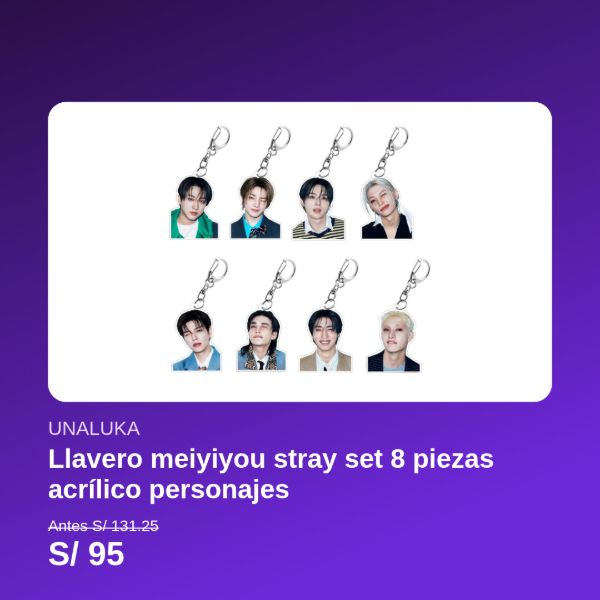 UNALUKA
Llavero meiyiyou stray set 8 piezas
acrílico personajes
Antes S/ 131.25
S/ 95